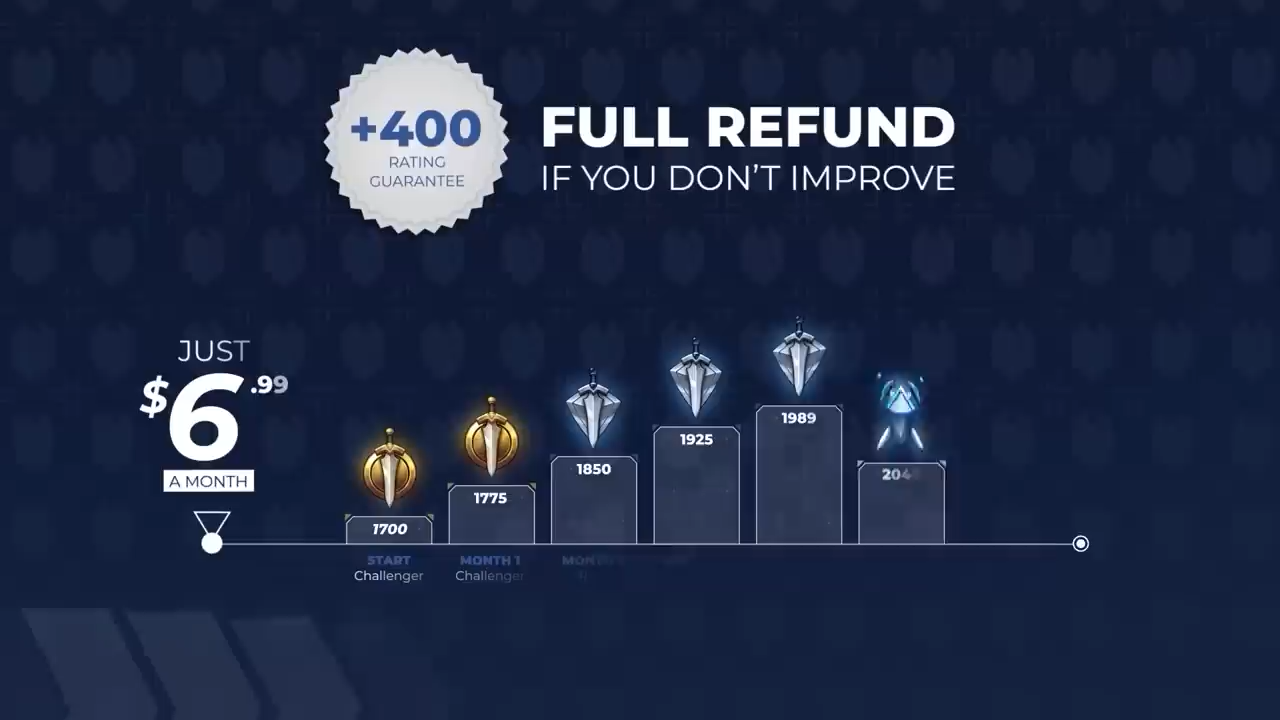 +400
RATING
GUARANTEE
FULL REFUND
IF YOU DON'T IMPROVE
JUST
$6.99
A MONTH
1700
1775
1850
1925
1989
START
Challenger
MONTH 1
Challenger